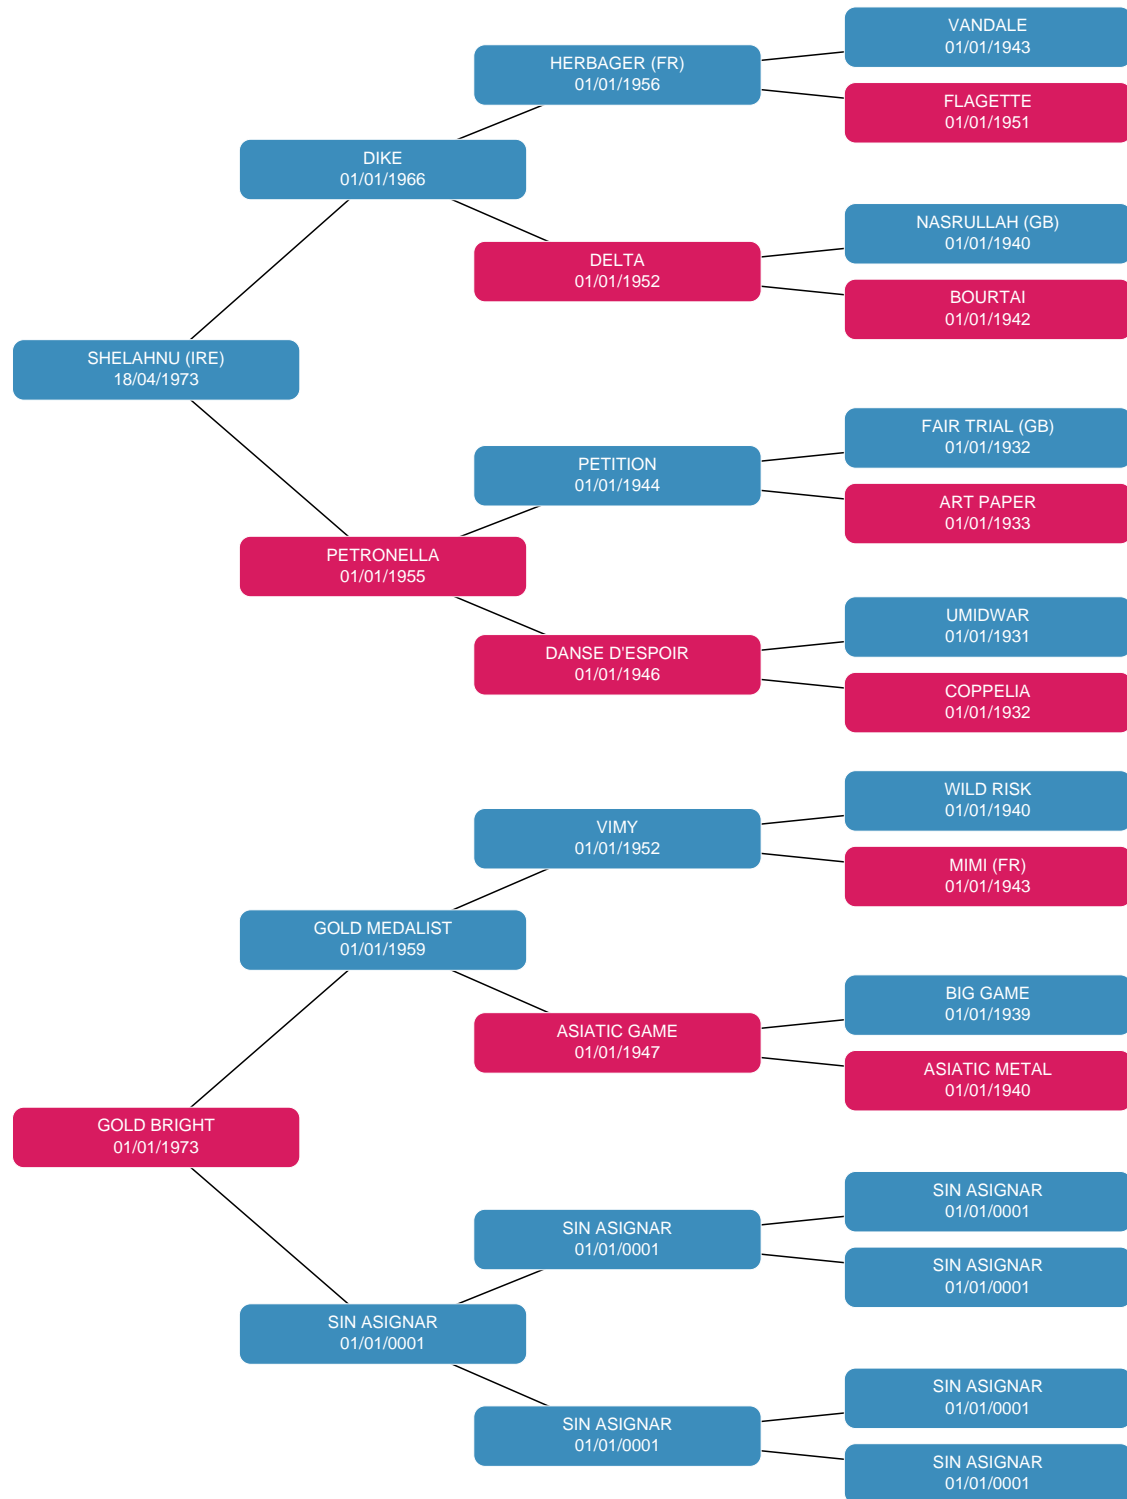 VANDALE
01/01/1943
HERBAGER (FR)
01/01/1956
FLAGETTE
01/01/1951
DIKE
01/01/1966
NASRULLAH (GB)
01/01/1940
DELTA
01/01/1952
BOURTAI
01/01/1942
SHELAHNU (IRE)
18/04/1973
FAIR TRIAL (GB)
01/01/1932
PETITION
01/01/1944
ART PAPER
01/01/1933
PETRONELLA
01/01/1955
UMIDWAR
01/01/1931
DANSE D'ESPOIR
01/01/1946
COPPELIA
01/01/1932
WILD RISK
01/01/1940
VIMY
01/01/1952
MIMI (FR)
01/01/1943
GOLD MEDALIST
01/01/1959
BIG GAME
01/01/1939
ASIATIC GAME
01/01/1947
ASIATIC METAL
01/01/1940
GOLD BRIGHT
01/01/1973
SIN ASIGNAR
01/01/0001
SIN ASIGNAR
01/01/0001
SIN ASIGNAR
01/01/0001
SIN ASIGNAR
01/01/0001
SIN ASIGNAR
01/01/0001
SIN ASIGNAR
01/01/0001
SIN ASIGNAR
01/01/0001